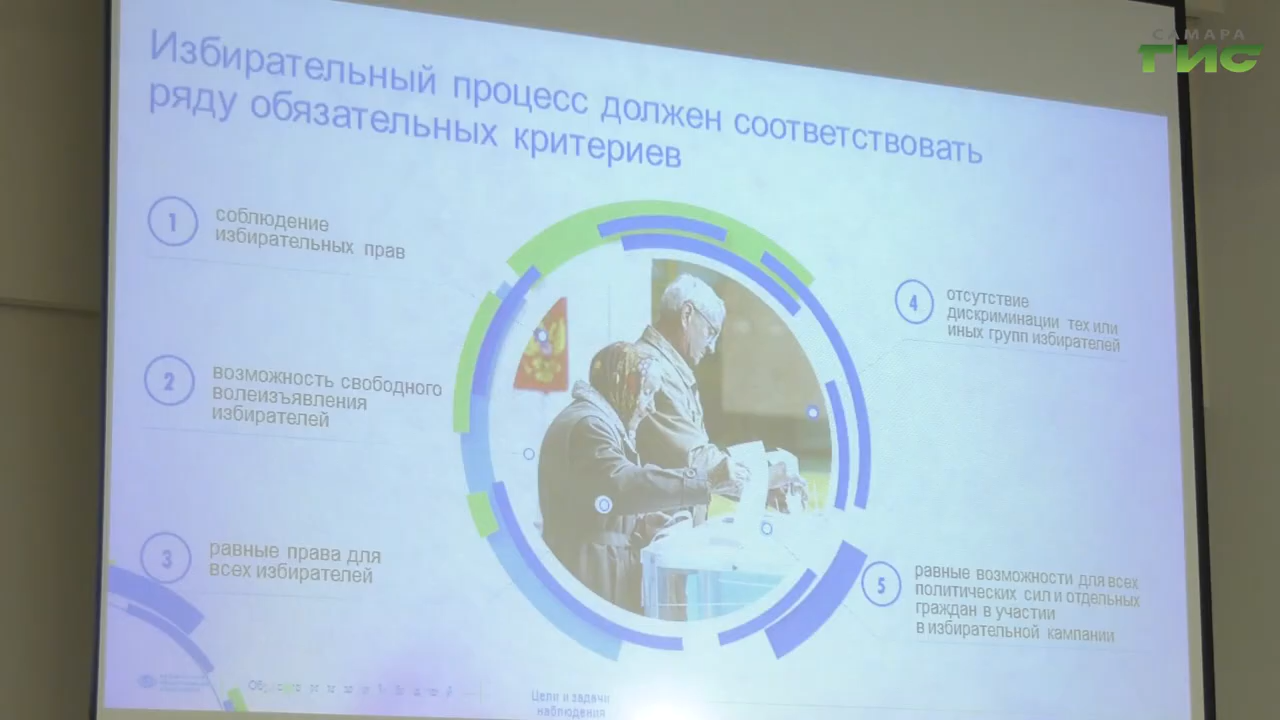 САМАРА
ГИС
Избирательный процесс должен соответствовать
ряду обязательных критериев
1
соблюдение
избирательных прав
2
возможность свободного
волеизъявления
избирателей
3
равные права для
всех избирателей
4
отсутствие
дискриминации тех или
иных групп избирателей
5
равные возможности для всех
политических сил и отдельных
граждан в участии
в избирательной кампании
Цели и задачи
наблюдения